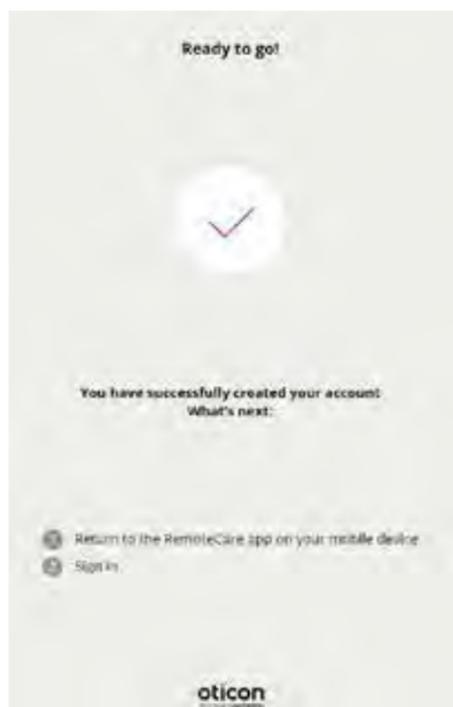 Ready to go!
You have successfully created your account
What's next:
Return to the RemoteCare app on your mobile device
Sign in
oticon